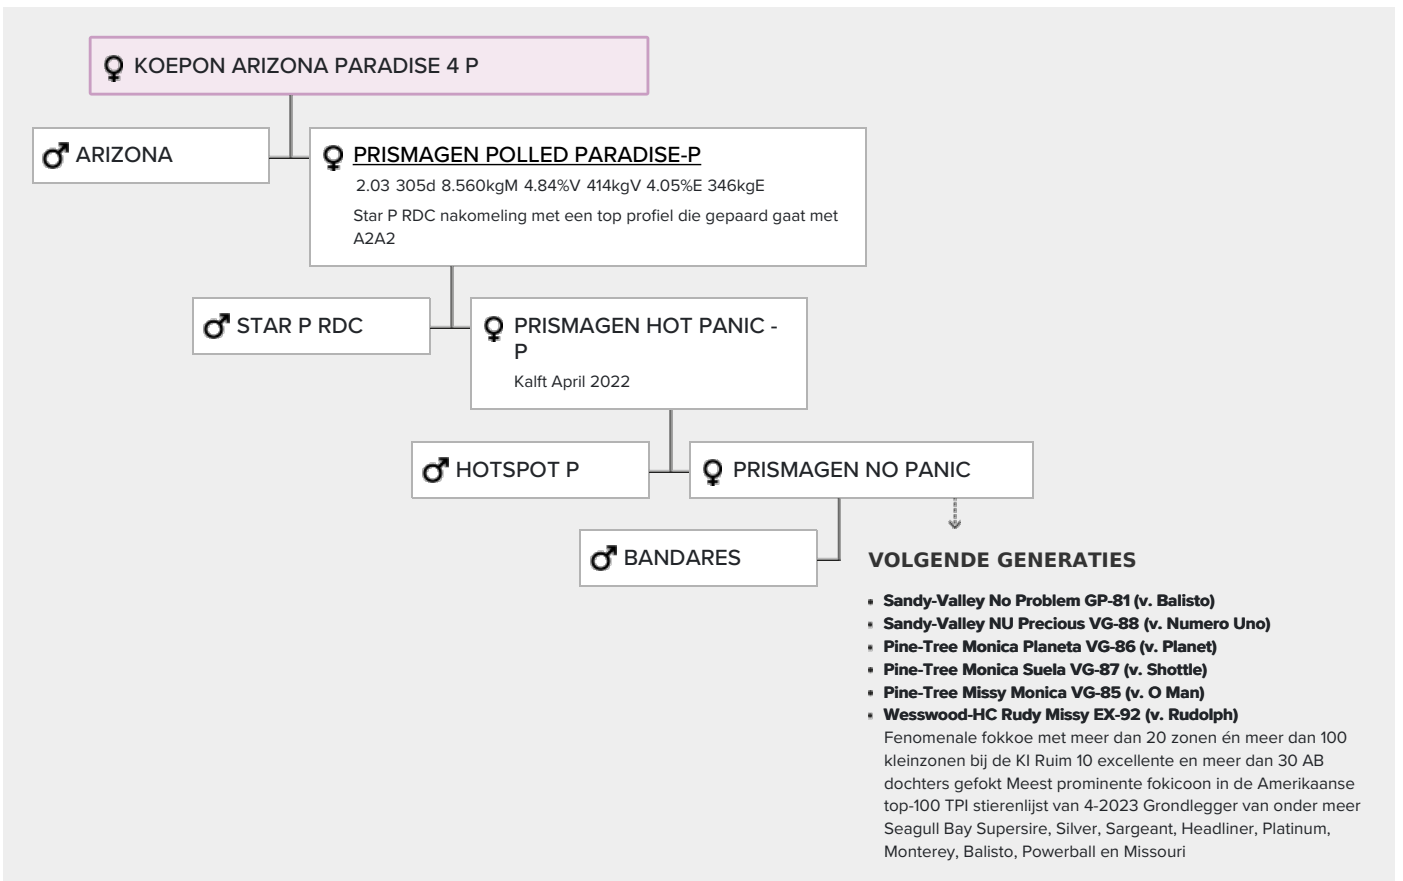 KOEPON ARIZONA PARADISE 4 P
ARIZONA
PRISMAGEN POLLED PARADISE-P
2.03 305d 8.560kgM 4.84%V 414kgV 4.05%E 346kgE
Star P RDC nakomeling met een top profiel die gepaard gaat met
A2A2
STAR P RDC
PRISMAGEN HOT PANIC -
P
Kalft April 2022
HOTSPOT P
PRISMAGEN NO PANIC
BANDARES
VOLGENDE GENERATIES
Sandy-Valley No Problem GP-81 (v. Balisto)
Sandy-Valley NU Precious VG-88 (v. Numero Uno)
Pine-Tree Monica Planeta VG-86 (v. Planet)
Pine-Tree Monica Suela VG-87 (v. Shottle)
Pine-Tree Missy Monica VG-85 (v. O Man)
Wesswood-HC Rudy Missy EX-92 (v. Rudolph)
Fenomenale fokkoe met meer dan 20 zonen én meer dan 100
kleinzonen bij de KI Ruim 10 excellente en meer dan 30 AB
dochters gefokt Meest prominente fokicoon in de Amerikaanse
top-100 TPI stierenlijst van 4-2023 Grondlegger van onder meer
Seagull Bay Supersire, Silver, Sargeant, Headliner, Platinum,
Monterey, Balisto, Powerball en Missouri